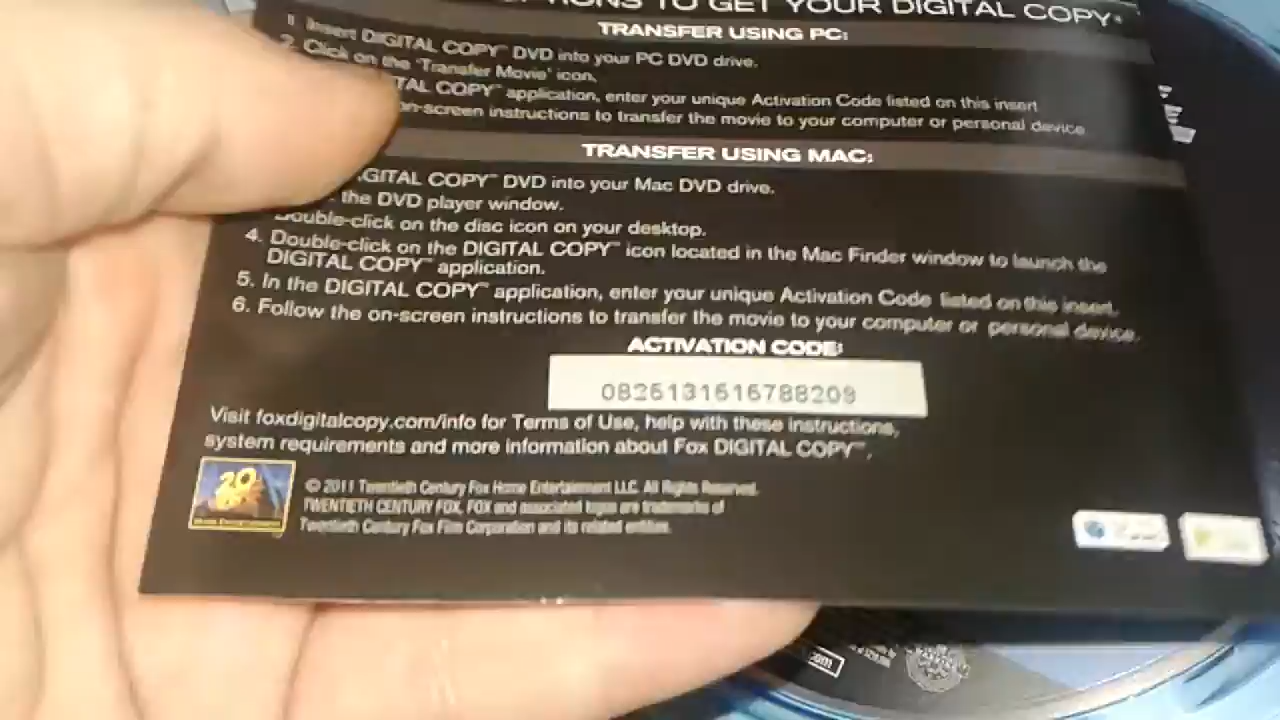 TO GET YOUR DIGITAL COPY
TRANSFER USING PC:
1. Insert DIGITAL COPY™ DVD into your PC DVD drive.
2. Click on the 'Transfer Movie' icon.
COPY™ application, enter your unique Activation Code listed on this insert
on-screen instructions to transfer the movie to your computer or personal device
TRANSFER USING MAC:
COPY™ DVD into your Mac DVD drive.
the DVD player window.
Double-click on the disc icon on your desktop.
4. Double-click on the DIGITAL COPY™ icon located in the Mac Finder window to launch the
DIGITAL COPY™ application.
5. In the DIGITAL COPY™ application, enter your unique Activation Code listed on this insert.
6. Follow the on-screen instructions to transfer the movie to your computer or personal device.
ACTIVATION CODE:
0826131616788209
Visit foxdigitalcopy.com/info for Terms of Use, help with these instructions,
system requirements and more information about Fox DIGITAL COPY™.
20
© 2011 Twentieth Century Fox Home Entertainment LLC. All Rights Reserved.
TWENTIETH CENTURY FOX, FOX and associated logos are trademarks of
Twentieth Century Fox Film Corporation and its related entities.